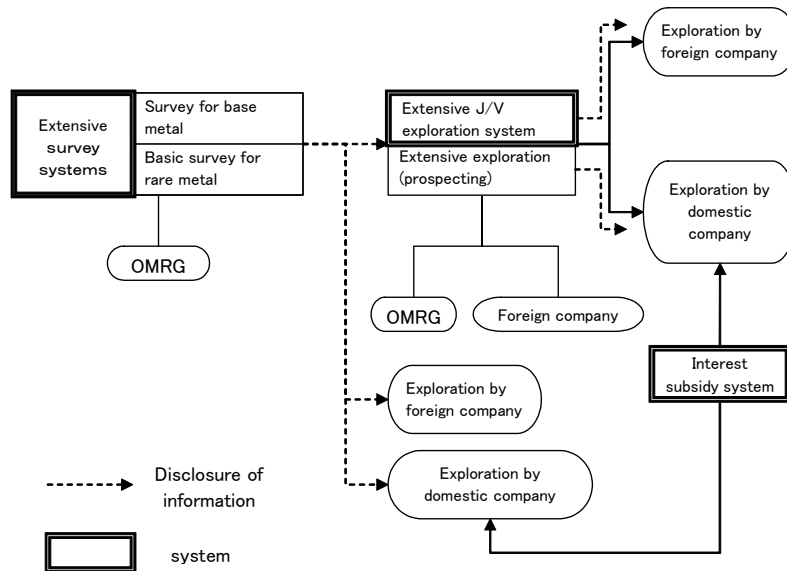 Extensive
survey
systems
Survey for base
metal
Basic survey for
rare metal
OMRG
Extensive J/V
exploration system
Extensive exploration
(prospecting)
OMRG
Foreign company
Exploration by
foreign company
Exploration by
domestic
company
Interest
subsidy system
Exploration by
foreign company
Exploration by
domestic company
Disclosure of
information
system